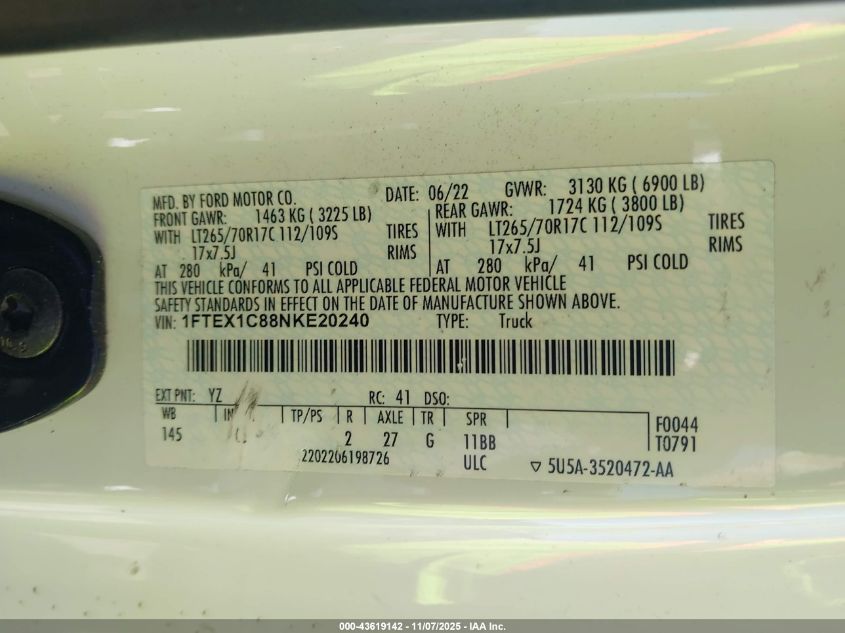 MFD. BY FORD MOTOR CO. DATE: 06/22 GVWR: 3130 KG ( 6900 LB)
FRONT GAWR: 1463 KG ( 3225 LB) REAR GAWR: 1724 KG ( 3800 LB)
WITH LT265/70R17C 112/109S TIRES WITH LT265/70R17C 112/109S TIRES
17x7.5J RIMS 17x7.5J RIMS
AT 280 kPa/ 41 PSI COLD AT 280 kPa/ 41 PSI COLD
THIS VEHICLE CONFORMS TO ALL APPLICABLE FEDERAL MOTOR VEHICLE
SAFETY STANDARDS IN EFFECT ON THE DATE OF MANUFACTURE SHOWN ABOVE.
VIN: 1FTEX1C88NKE20240 TYPE: Truck
EXT PNT: YZ RC: 41 DSO:
WB TP/PS R AXLE TR SPR F0044
145 2 27 G 11BB T0791
2202206198726 ULC ▽ 5U5A-3520472-AA
000-43619142 - 11/07/2025 - IAA Inc.